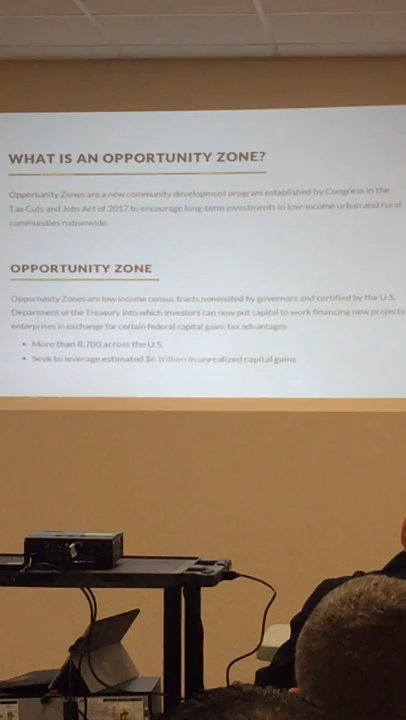 WHAT IS AN OPPORTUNITY ZONE?
Opportunity Zones are a new community development program established by Congress in the
Tax Cuts and Jobs Act of 2017 to encourage long-term investments in low-income urban and rural
communities nationwide.
OPPORTUNITY ZONE
Opportunity Zones are low income census tracts nominated by governors and certified by the U.S.
Department of the Treasury into which investors can now put capital to work financing new projects
enterprises in exchange for certain federal capital gains tax advantages.
• More than 8,700 across the U.S.
• Seek to leverage estimated $6 trillion in unrealized capital gains